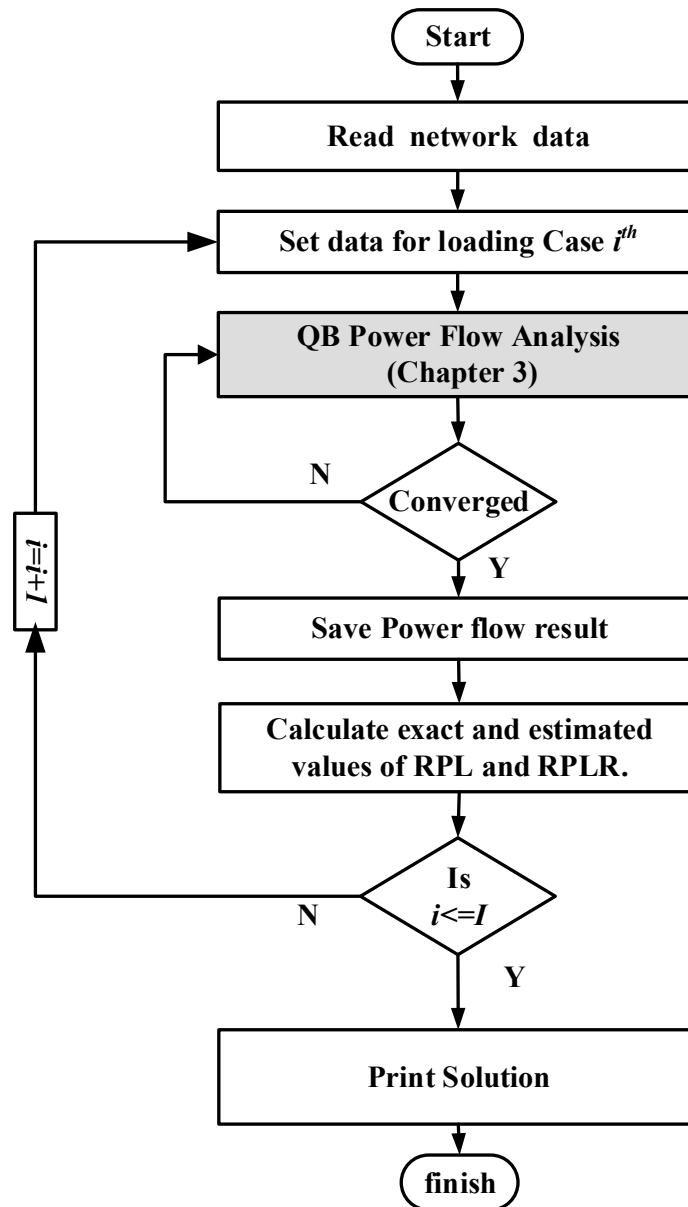 Start
Read network data
Set data for loading Case i^th
QB Power Flow Analysis
(Chapter 3)
N
Converged
Y
i=i+1
Save Power flow result
Calculate exact and estimated
values of RPL and RPLR.
Is
N
i<=I
Y
Print Solution
finish